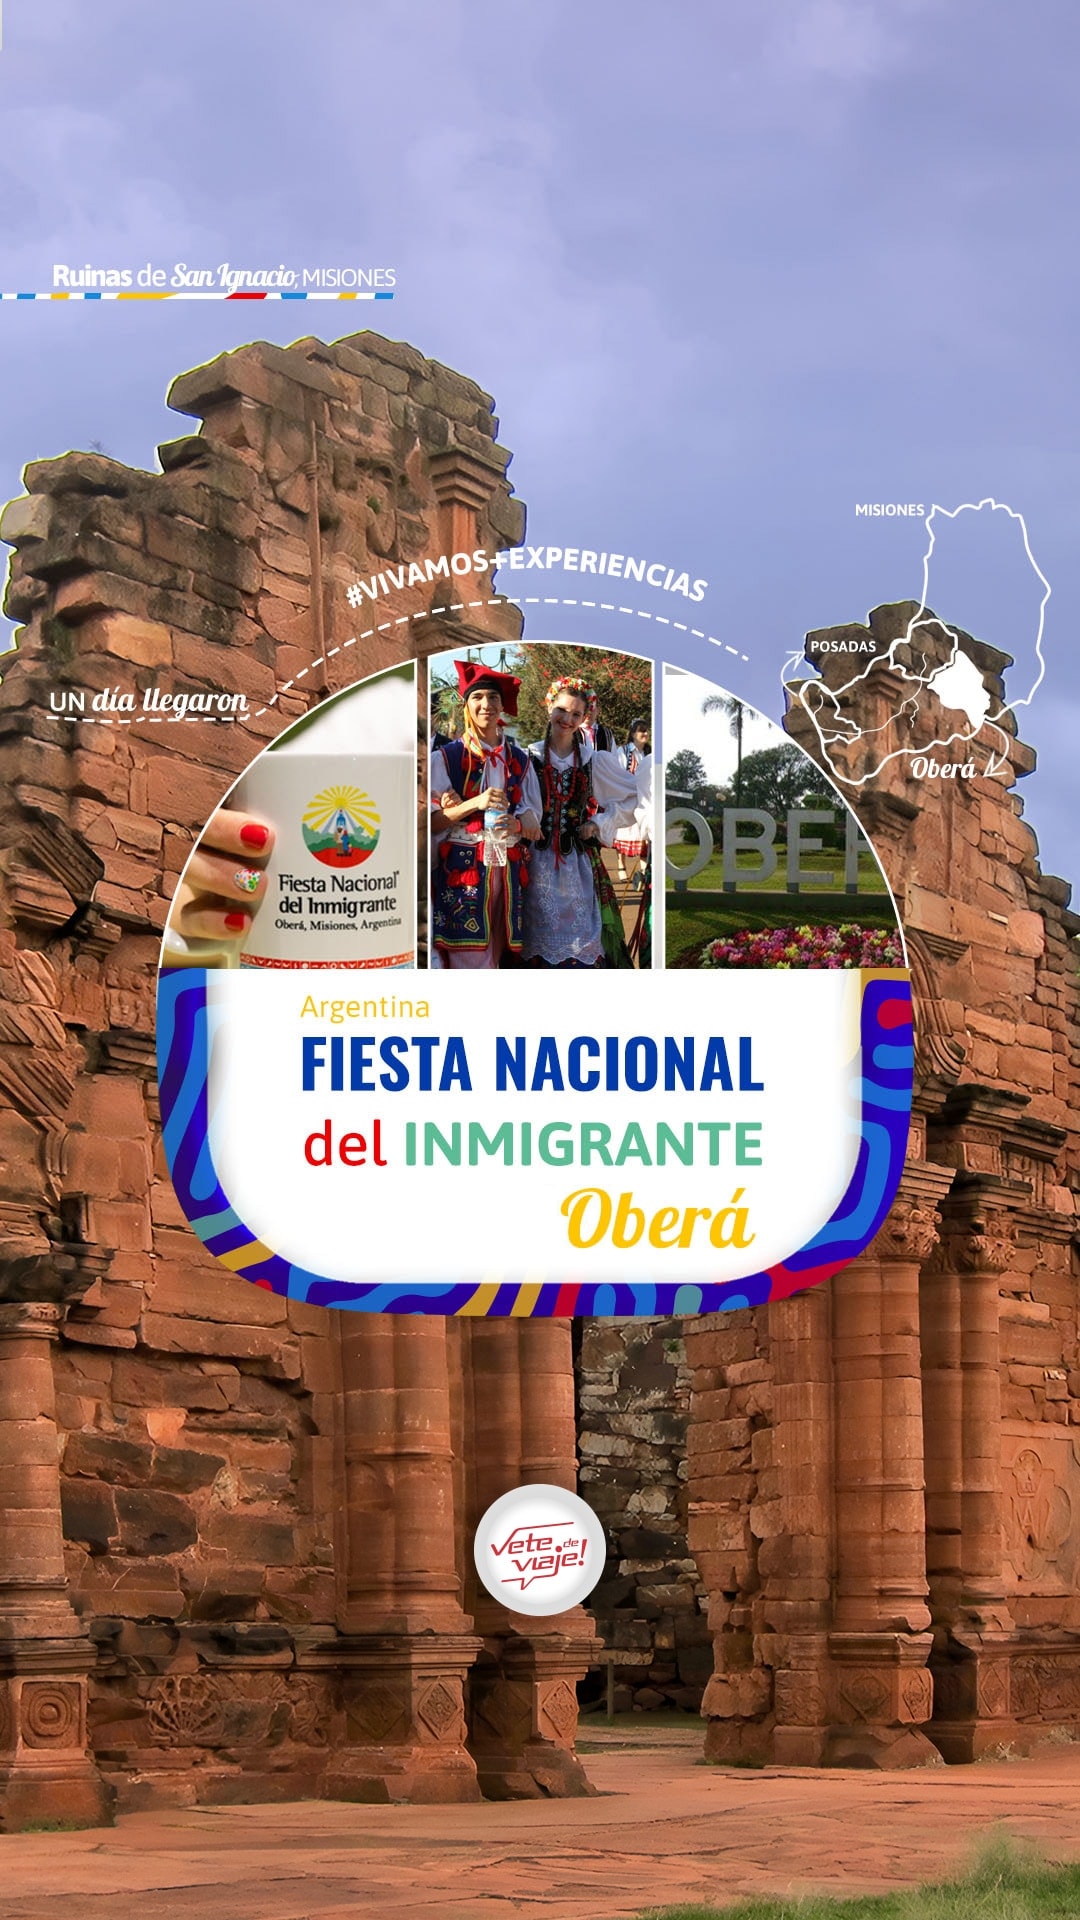 Ruinas de San Ignacio, MISIONES
MISIONES
#VIVAMOS+EXPERIENCIAS
POSADAS
UN día llegaron
Oberá
Fiesta Nacional
del Inmigrante
Oberá, Misiones, Argentina
OBER
Argentina
FIESTA NACIONAL
del INMIGRANTE
Oberá
Vete de
viaje!